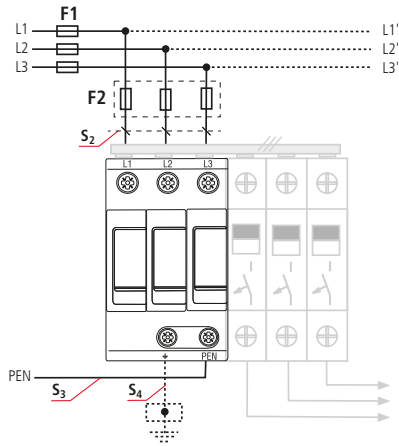 F1
L1 L1'
L2 L2'
L3 L3'
F2
S2
L1 L2 L3
PEN
PEN
S3 S4